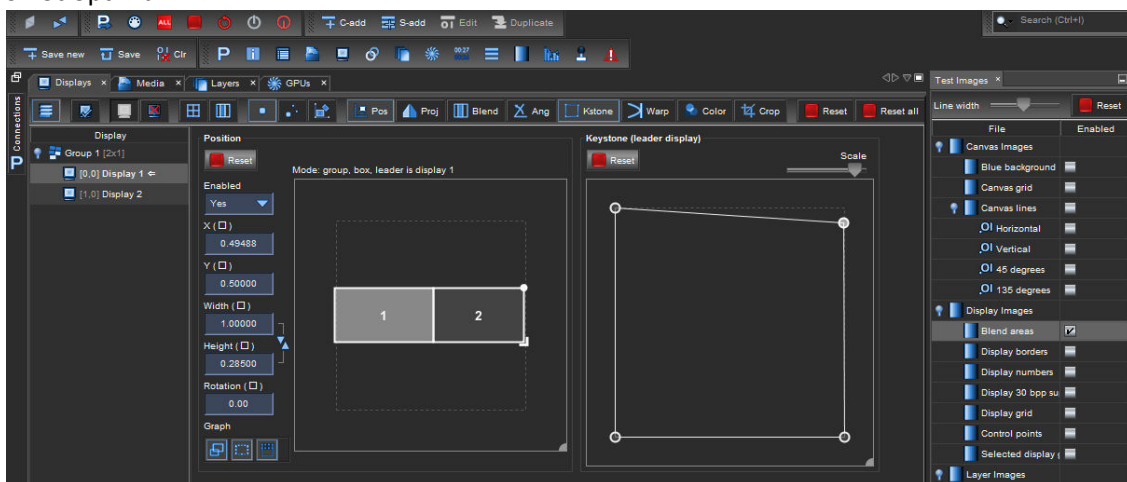 ALL
C-add
S-add
Edit
Duplicate
Search (Ctrl+I)
Save new
Save
Clr
P
00:27
Displays ×
Media ×
Layers ×
GPUs ×
Test Images ×
Connections
P
Pos
Proj
Blend
Ang
Kstone
Warp
Color
Crop
Reset
Reset all
Line width
Reset
Display
Group 1 [2x1]
[0,0] Display 1
[1,0] Display 2
Position
Reset
Mode: group, box, leader is display 1
Enabled
Yes
X
0.49488
Y
0.50000
Width
1.00000
Height
0.28500
Rotation
0.00
Graph
1
2
Keystone (leader display)
Reset
Scale
File
Enabled
Canvas Images
Blue background
Canvas grid
Canvas lines
Horizontal
Vertical
45 degrees
135 degrees
Display Images
Blend areas
Display borders
Display numbers
Display 30 bpp su
Display grid
Control points
Selected display
Layer Images